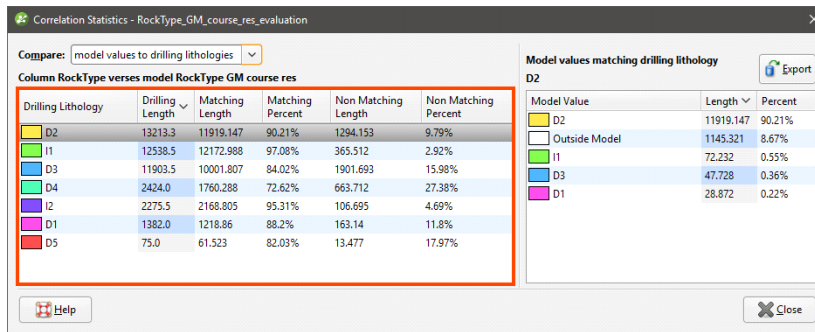 Correlation Statistics - RockType_GM_course_res_evaluation
Compare: model values to drilling lithologies
Column RockType verses model RockType GM course res
Drilling Lithology Drilling Length Matching Length Matching Percent Non Matching Length Non Matching Percent
D2 13213.3 11919.147 90.21% 1294.153 9.79%
I1 12538.5 12172.988 97.08% 365.512 2.92%
D3 11903.5 10001.807 84.02% 1901.693 15.98%
D4 2424.0 1760.288 72.62% 663.712 27.38%
I2 2275.5 2168.805 95.31% 106.695 4.69%
D1 1382.0 1218.86 88.2% 163.14 11.8%
D5 75.0 61.523 82.03% 13.477 17.97%
Model values matching drilling lithology
D2
Export
Model Value Length Percent
D2 11919.147 90.21%
Outside Model 1145.321 8.67%
I1 72.232 0.55%
D3 47.728 0.36%
D1 28.872 0.22%
Help
Close